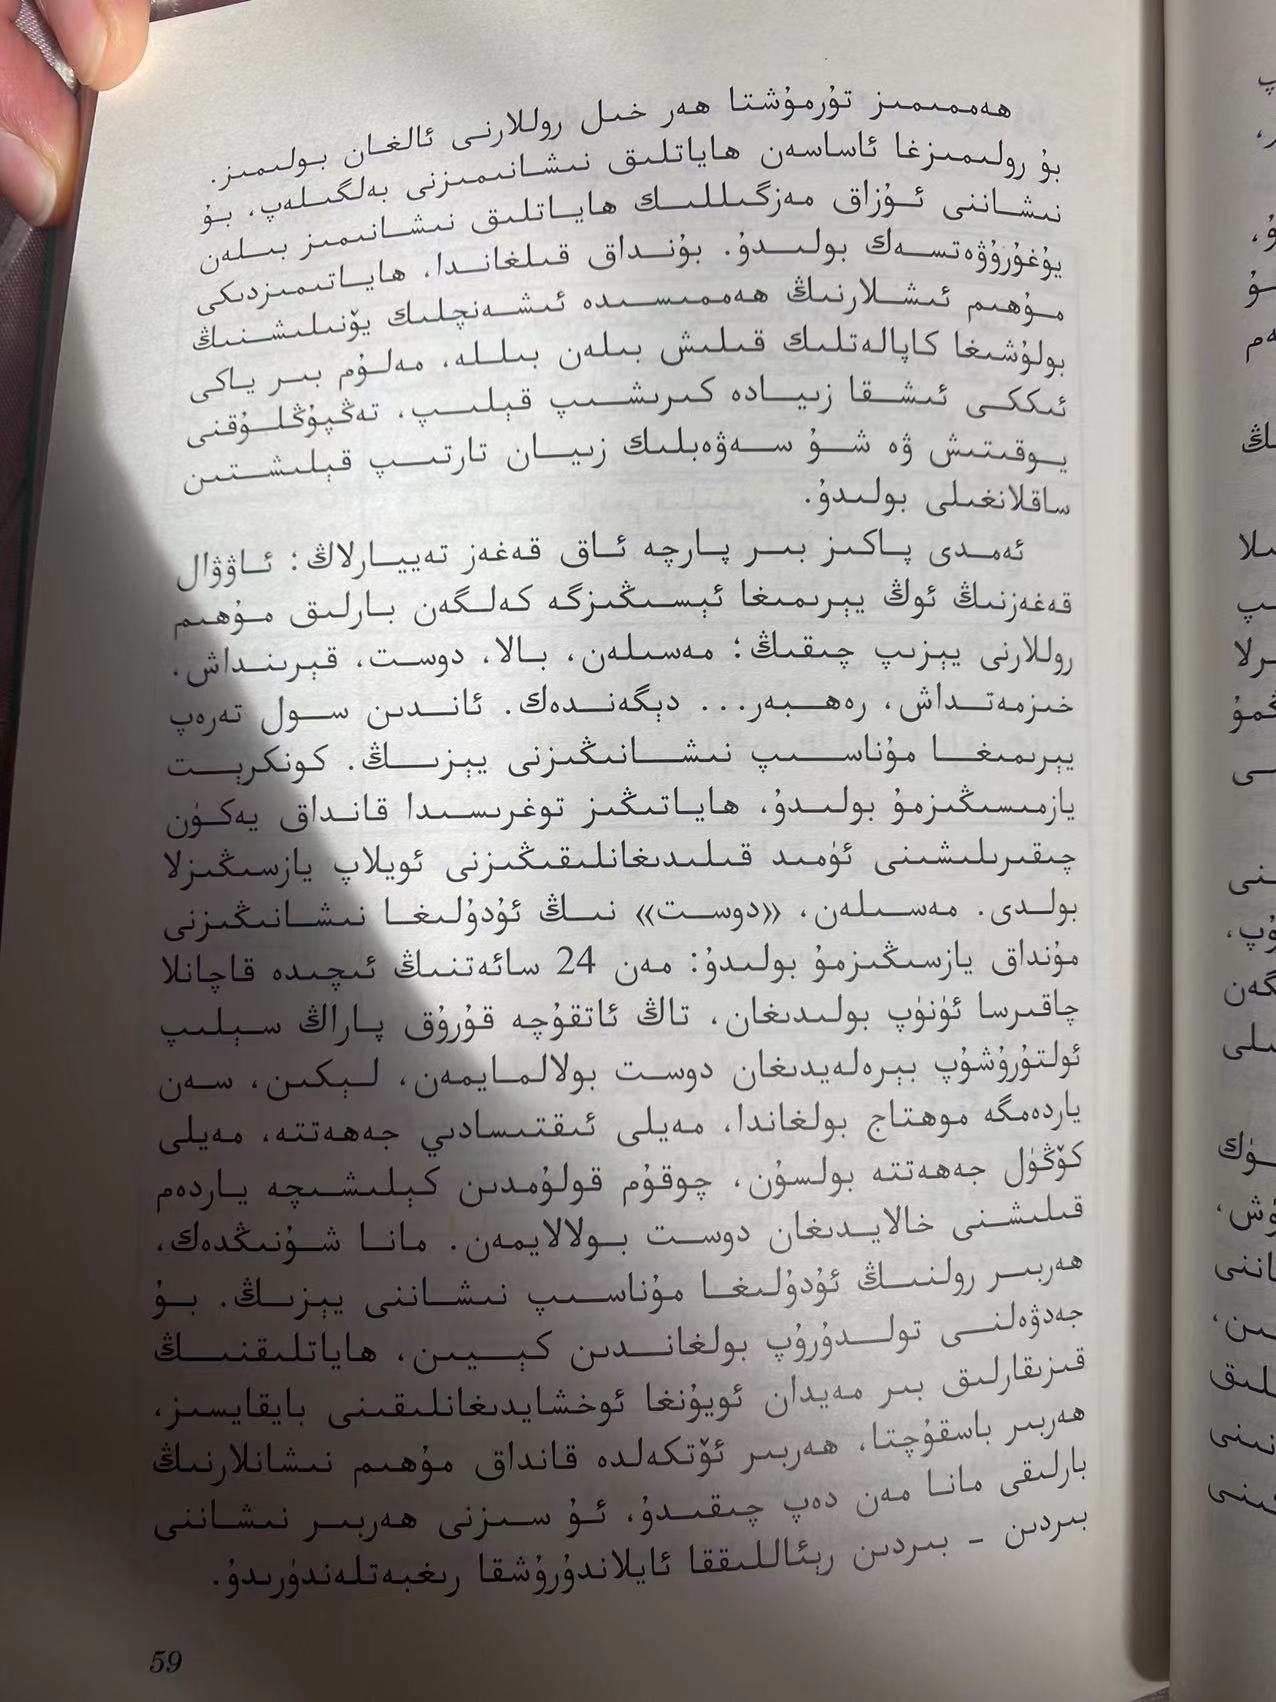 ھەممىمىز تۇرمۇشتا ھەر خىل روللارنى ئالغان بولىمىز.
بۇ رولىمىزغا ئاساسەن ھاياتلىق نىشانىمىزنى بەلگىلەپ، بۇ
نىشاننى ئۇزاق مەزگىللىك ھاياتلىق نىشانىمىز بىلەن
يۇغۇرۇۋەتسەك بولىدۇ. بۇنداق قىلغاندا، ھاياتىمىزدىكى
مۇھىم ئىشلارنىڭ ھەممىسىدە ئىشەنچلىك يۆنىلىشنىڭ
بولۇشىغا كاپالەتلىك قىلىش بىلەن بىللە، مەلۇم بىر ياكى
ئىككى ئىشقا زىيادە كىرىشىپ قېلىپ، تەڭپۇڭلۇقنى
يوقىتىش ۋە شۇ سەۋەبلىك زىيان تارتىپ قېلىشتىن
ساقلانغىلى بولىدۇ.
ئەمدى پاكىز بىر پارچە ئاق قەغەز تەييارلاڭ؛ ئاۋۋال
قەغەزنىڭ ئوڭ يېرىمىغا ئېسىڭىزگە كەلگەن بارلىق مۇھىم
روللارنى يېزىپ چىقىڭ؛ مەسىلەن، بالا، دوست، قېرىنداش،
خىزمەتداش، رەھبەر... دېگەندەك. ئاندىن سول تەرەپ
يېرىمىغا مۇناسىپ نىشانىڭىزنى يېزىڭ. كونكرېت
يازمىسىڭىزمۇ بولىدۇ، ھاياتىڭىز توغرىسىدا قانداق يەكۈن
چىقىرىلىشىنى ئۈمىد قىلىدىغانلىقىڭىزنى ئويلاپ يازسىڭىزلا
بولدى. مەسىلەن، «دوست» نىڭ ئۇدۇلىغا نىشانىڭىزنى
مۇنداق يازسىڭىزمۇ بولىدۇ: مەن 24 سائەتنىڭ ئىچىدە قاچانلا
چاقىرسا ئۈنۈپ بولىدىغان، تاڭ ئاتقۇچە قۇرۇق پاراڭ سېلىپ
ئولتۇرۇشۇپ بېرەلەيدىغان دوست بولالمايمەن، لېكىن، سەن
ياردەمگە موھتاج بولغاندا، مەيلى ئىقتىسادىي جەھەتتە، مەيلى
كۆڭۈل جەھەتتە بولسۇن، چوقۇم قولۇمدىن كېلىشىچە ياردەم
قىلىشنى خالايدىغان دوست بولالايمەن. مانا شۇنىڭدەك،
ھەربىر رولنىڭ ئۇدۇلىغا مۇناسىپ نىشاننى يېزىڭ. بۇ
جەدۋەلنى تولدۇرۇپ بولغاندىن كېيىن، ھاياتلىقنىڭ
قىزىقارلىق بىر مەيدان ئويۇنغا ئوخشايدىغانلىقىنى بايقايسىز،
ھەربىر باسقۇچتا، ھەربىر ئۆتكەلدە قانداق مۇھىم نىشانلارنىڭ
بارلىقى مانا مەن دەپ چىقىدۇ، ئۇ سىزنى ھەربىر نىشاننى
بىردىن - بىردىن رېئاللىققا ئايلاندۇرۇشقا رىغبەتلەندۈرىدۇ.
59